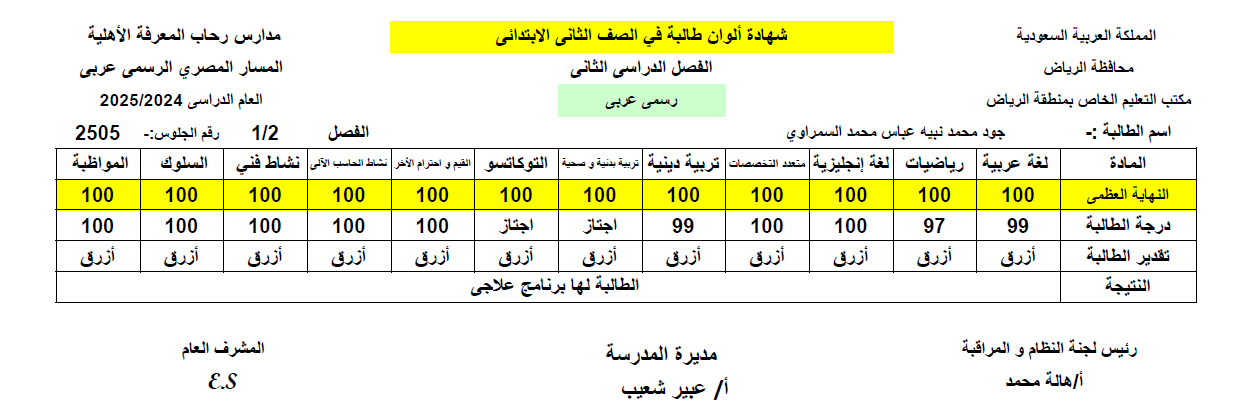 المملكة العربية السعودية شهادة ألوان طالبة في الصف الثانى الابتدائى مدارس رحاب المعرفة الأهلية
محافظة الرياض الفصل الدراسى الثانى المسار المصري الرسمى عربى
مكتب التعليم الخاص بمنطقة الرياض رسمى عربى العام الدراسى 2025/2024
اسم الطالبة :- جود محمد نبيه عباس محمد السمراوي الفصل 1/2 رقم الجلوس:- 2505
المادة لغة عربية رياضيات لغة إنجليزية متعدد التخصصات تربية دينية تربية بدنية و صحية التوكاتسو القيم و احترام الأخر نشاط الحاسب الآلى نشاط فني السلوك المواظبة
النهاية العظمى 100 100 100 100 100 100 100 100 100 100 100 100
درجة الطالبة 99 97 100 100 99 اجتاز اجتاز 100 100 100 100 100
تقدير الطالبة أزرق أزرق أزرق أزرق أزرق أزرق أزرق أزرق أزرق أزرق أزرق أزرق
النتيجة الطالبة لها برنامج علاجى
رئيس لجنة النظام و المراقبة مديرة المدرسة المشرف العام
أ/هالة محمد أ/ عبير شعيب E.S